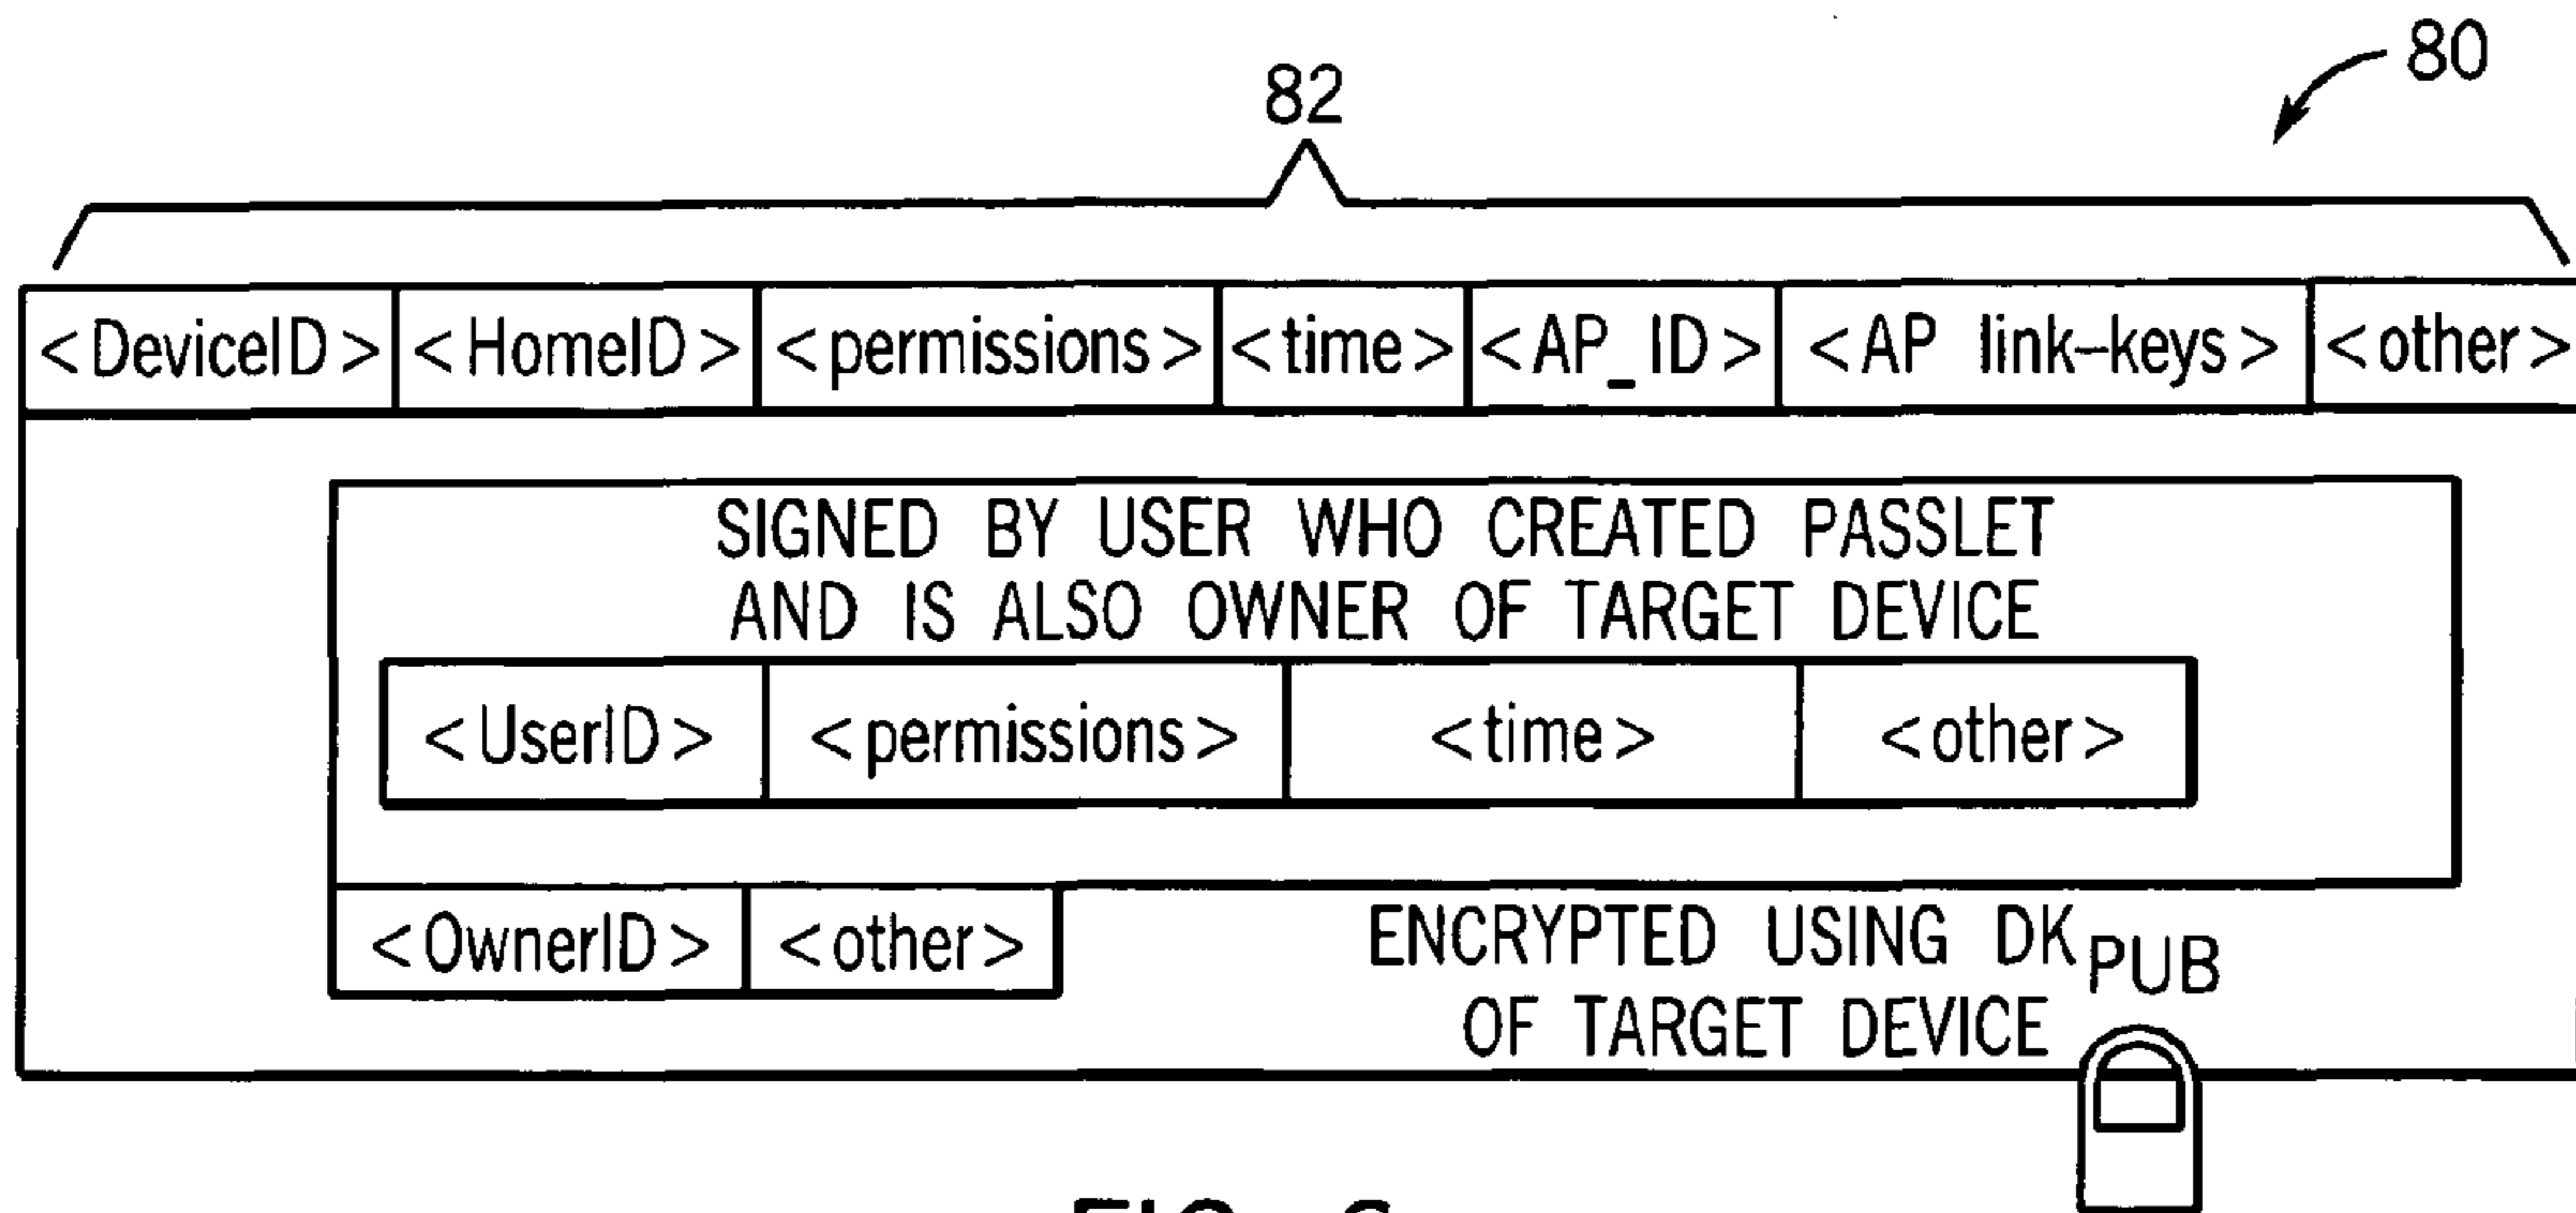 80
82
<DeviceID> <HomeID> <permissions> <time> <AP_ID> <AP link-keys> <other>
SIGNED BY USER WHO CREATED PASSLET
AND IS ALSO OWNER OF TARGET DEVICE
<UserID> <permissions> <time> <other>
<OwnerID> <other>
ENCRYPTED USING DKPUB
OF TARGET DEVICE